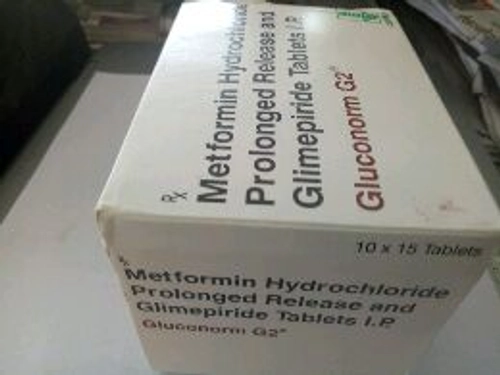 Rx
Metformin Hydrochloride
Prolonged Release and
Glimepiride Tablets I.P.
Gluconorm G2®
10 x 15 Tablets
Rx
Metformin Hydrochloride
Prolonged Release and
Glimepiride Tablets I.P.
Gluconorm G2®